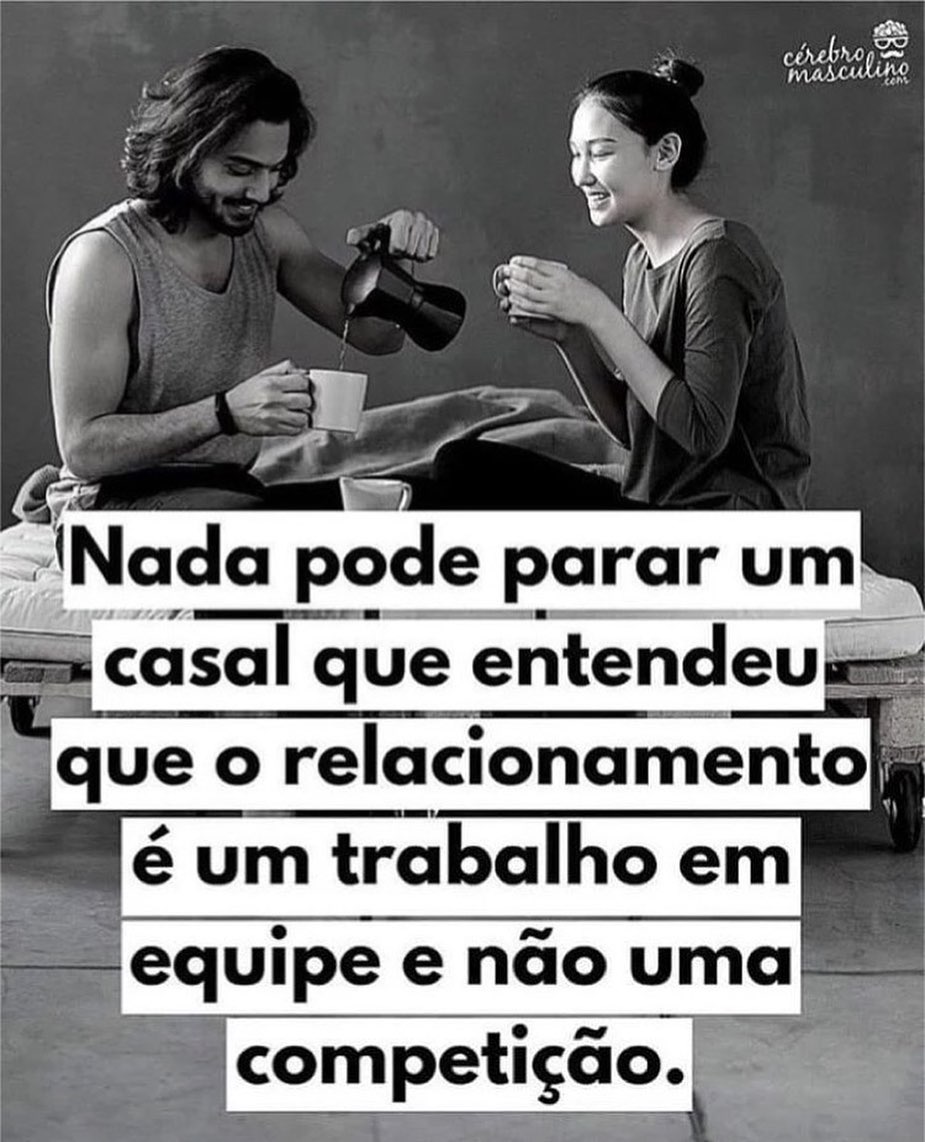 cérebro
masculino
.com
Nada pode parar um
casal que entendeu
que o relacionamento
é um trabalho em
equipe e não uma
competição.